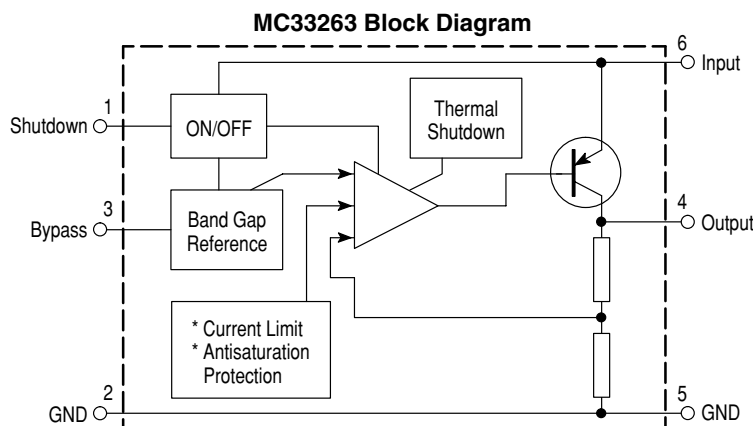 MC33263 Block Diagram
6
Input
1
Shutdown
ON/OFF
Thermal
Shutdown
3
Bypass
Band Gap
Reference
4
Output
* Current Limit
* Antisaturation
Protection
2
GND
5
GND